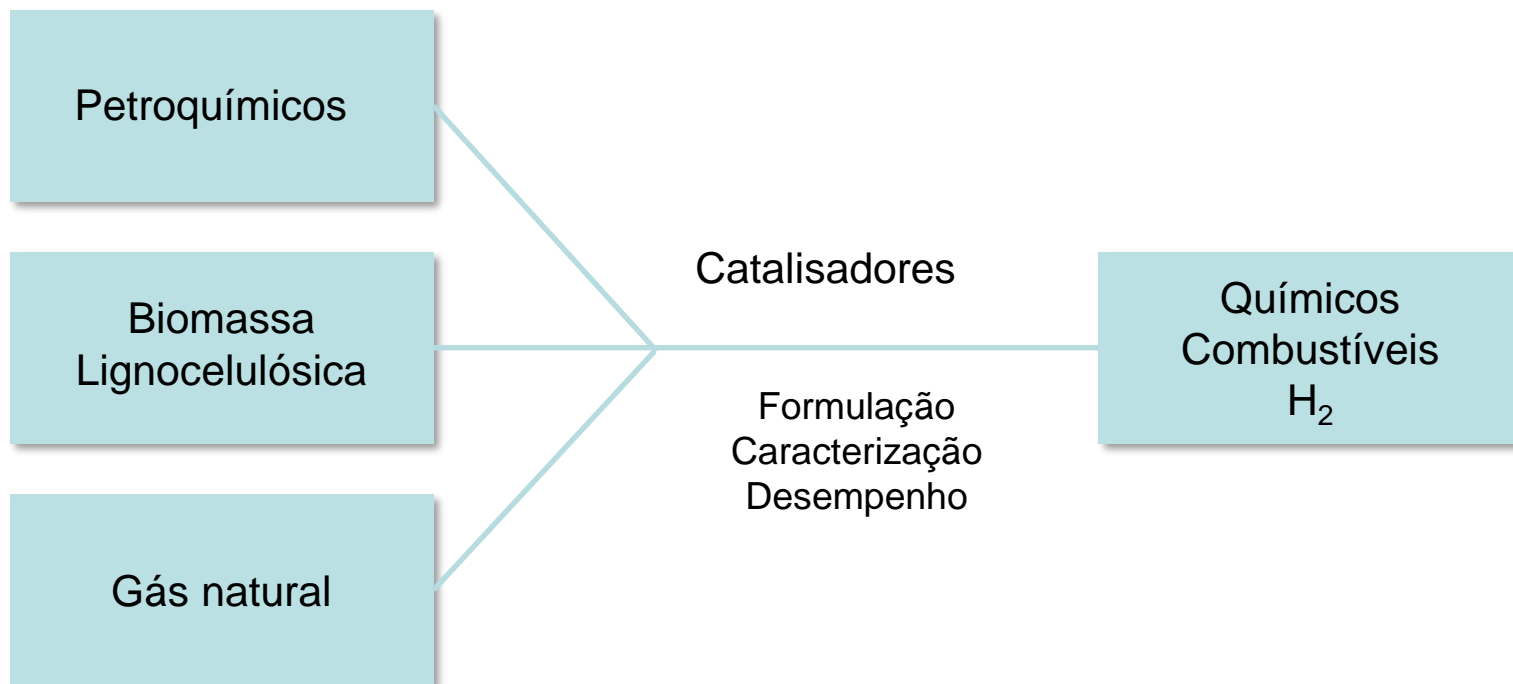 Petroquímicos
Biomassa
Lignocelulósica
Gás natural
Catalisadores
Formulação
Caracterização
Desempenho
Químicos
Combustíveis
H₂